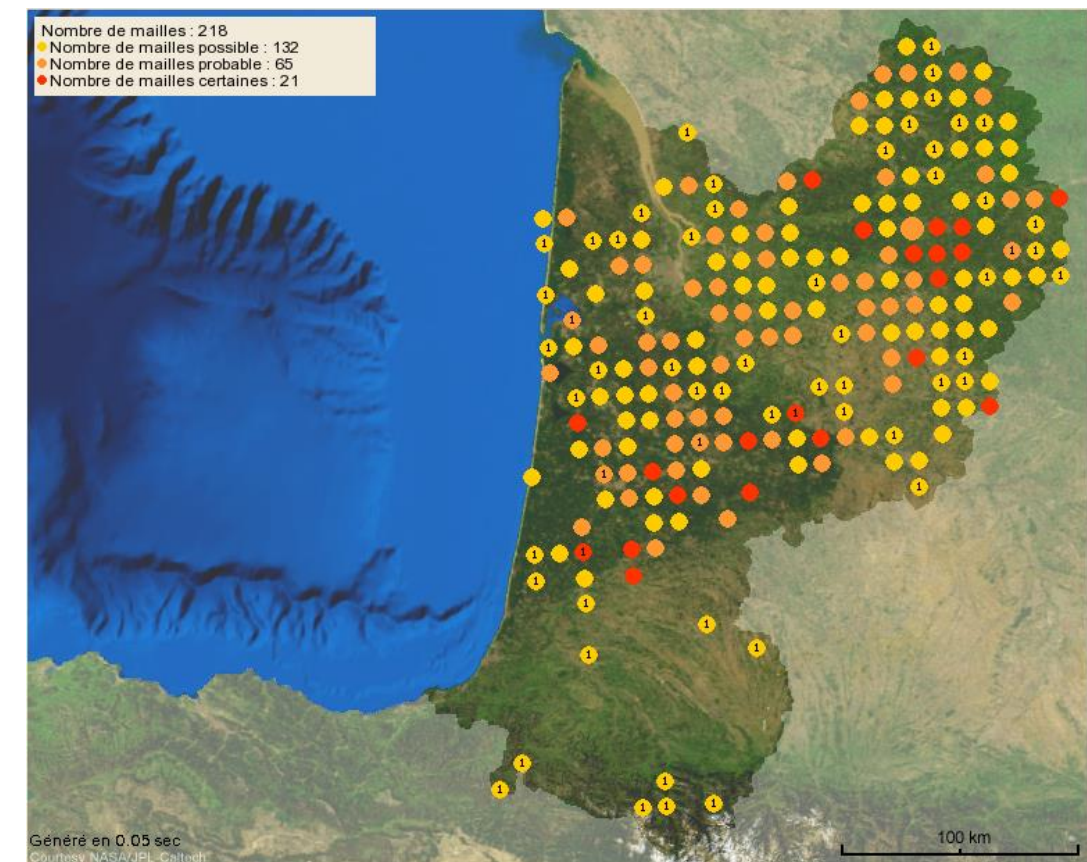 Nombre de mailles : 218
Nombre de mailles possible : 132
Nombre de mailles probable : 65
Nombre de mailles certaines : 21
100 km
Généré en 0.05 sec
Courtesy NASA/JPL-Caltech